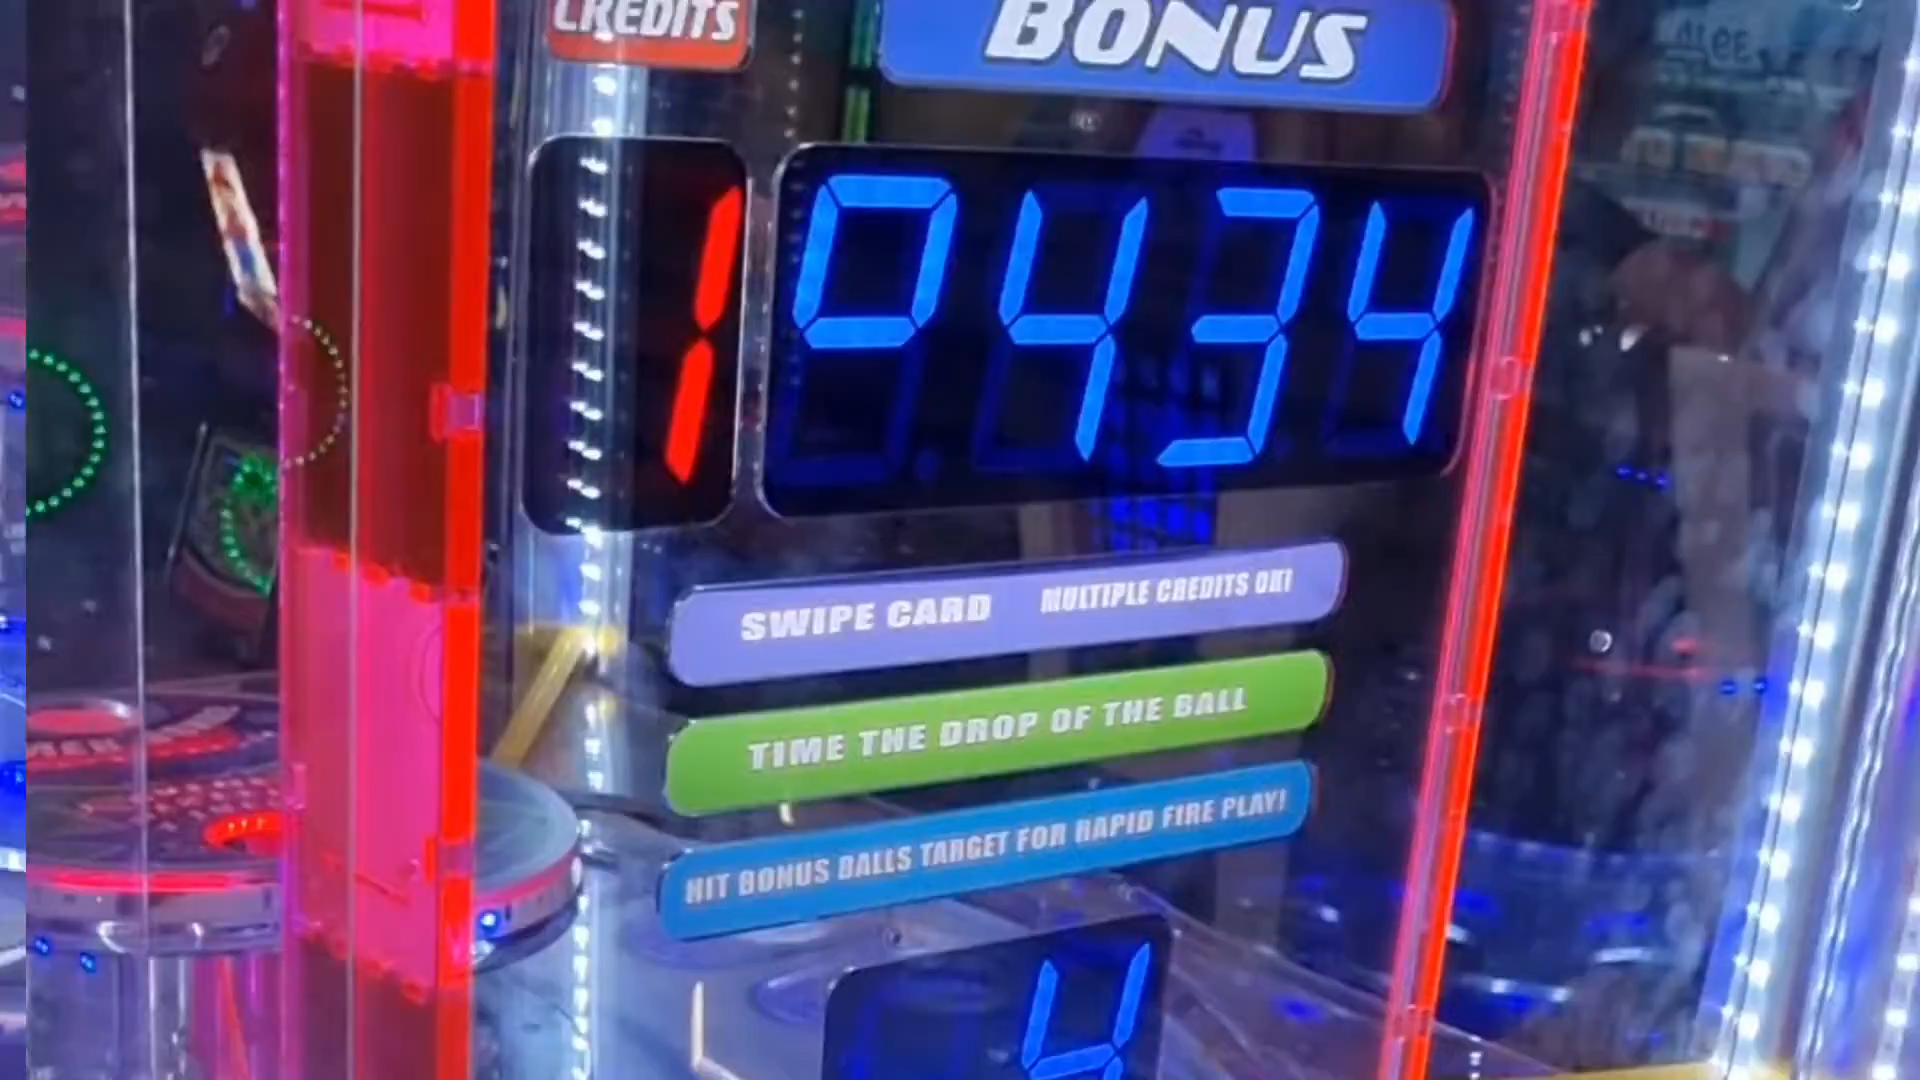 CREDITS
BONUS
1
0434
SWIPE CARD MULTIPLE CREDITS OK!
TIME THE DROP OF THE BALL
HIT BONUS BALLS TARGET FOR RAPID FIRE PLAY!
4